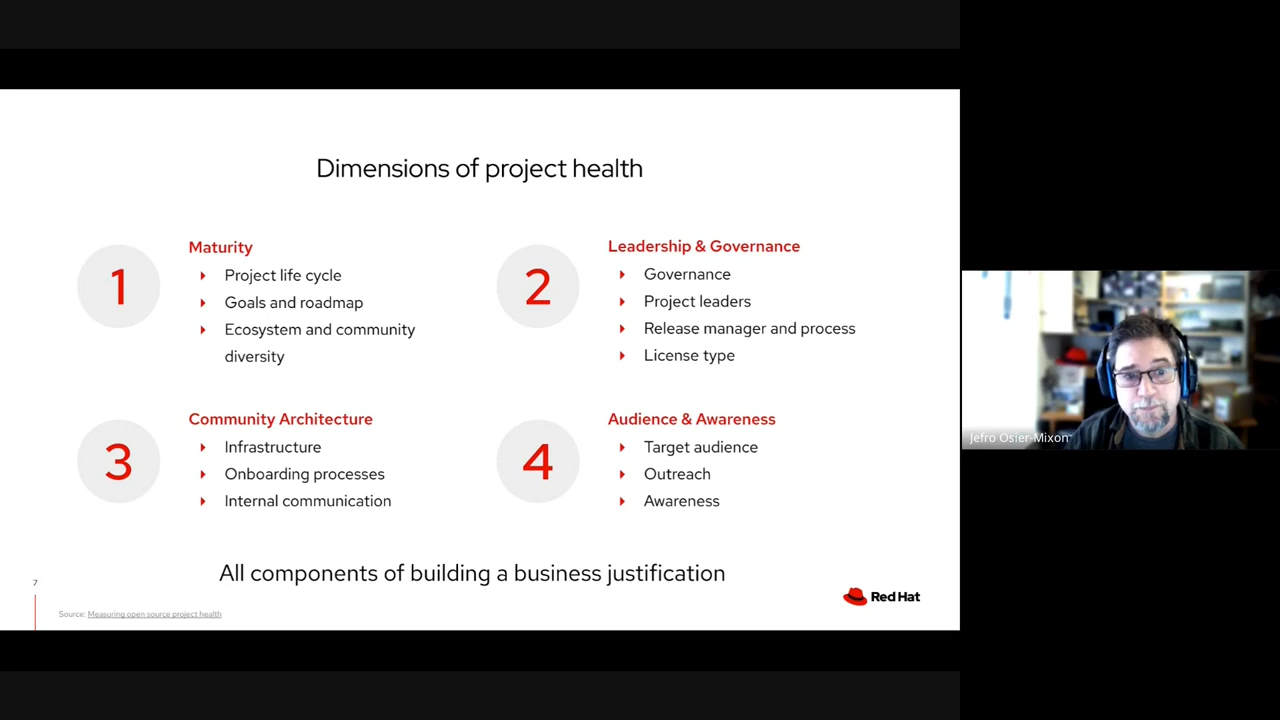 Dimensions of project health
1
Maturity
Project life cycle
Goals and roadmap
Ecosystem and community
diversity
2
Leadership & Governance
Governance
Project leaders
Release manager and process
License type
3
Community Architecture
Infrastructure
Onboarding processes
Internal communication
4
Audience & Awareness
Target audience
Outreach
Awareness
All components of building a business justification
7
Source: Measuring open source project health
Red Hat
Jefro Osier-Mixon